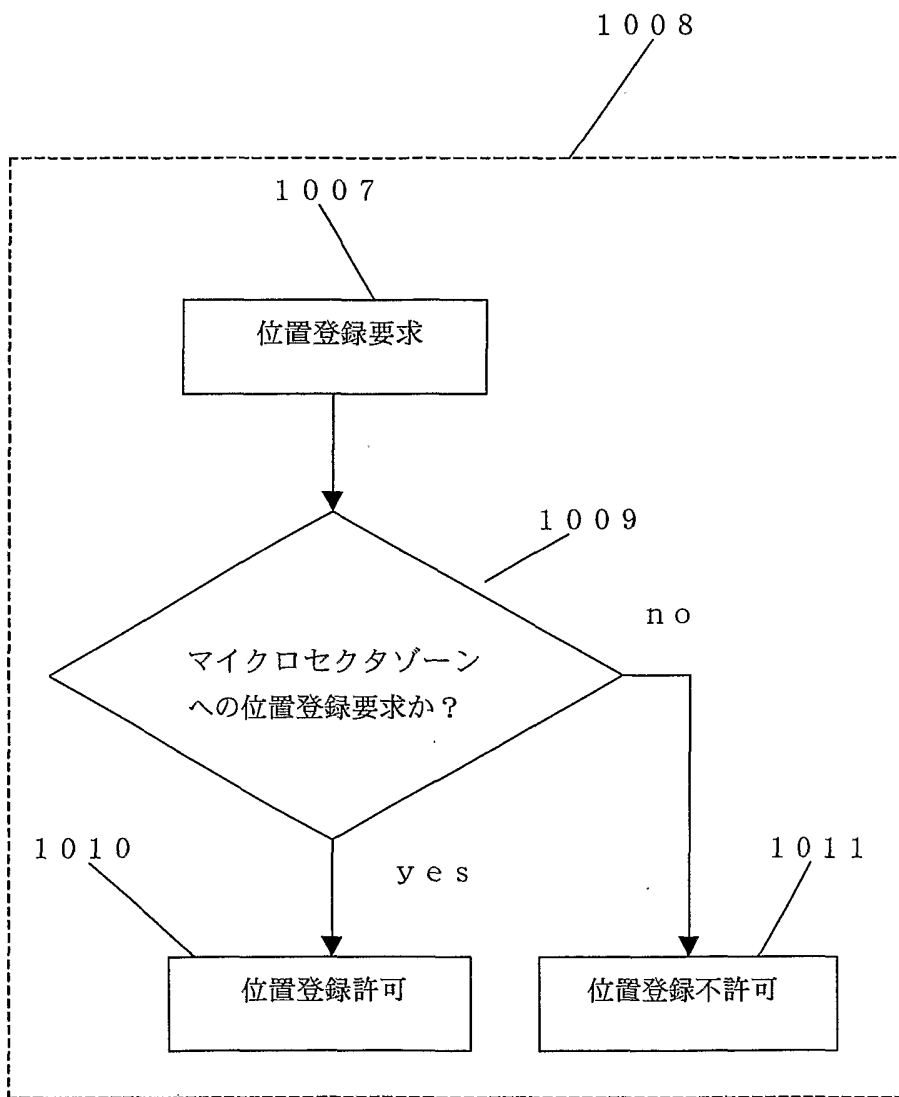 1008
1007
位置登録要求
1009
no
マイクロセクタゾーン
への位置登録要求か？
1010
yes
1011
位置登録許可
位置登録不許可